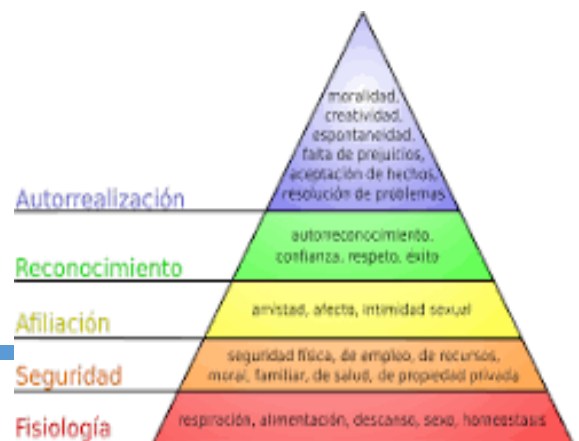 moralidad,
creatividad,
espontaneidad,
falta de prejuicios,
aceptación de hechos,
resolución de problemas
Autorrealización
autorreconocimiento,
confianza, respeto, éxito
Reconocimiento
amistad, afecto, intimidad sexual
Afiliación
seguridad física, de empleo, de recursos,
moral, familiar, de salud, de propiedad privada
Seguridad
respiración, alimentación, descanso, sexo, homeostasis
Fisiología